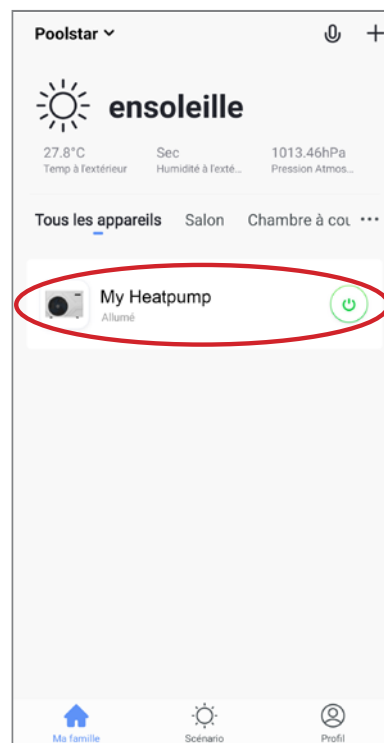 Poolstar
ensoleille
27.8°C Sec 1013.46hPa
Temp à l'extérieur Humidité à l'exté... Pression Atmos...
Tous les appareils Salon Chambre à cou ...
My Heatpump
Allumé
Ma famille Scénario Profil